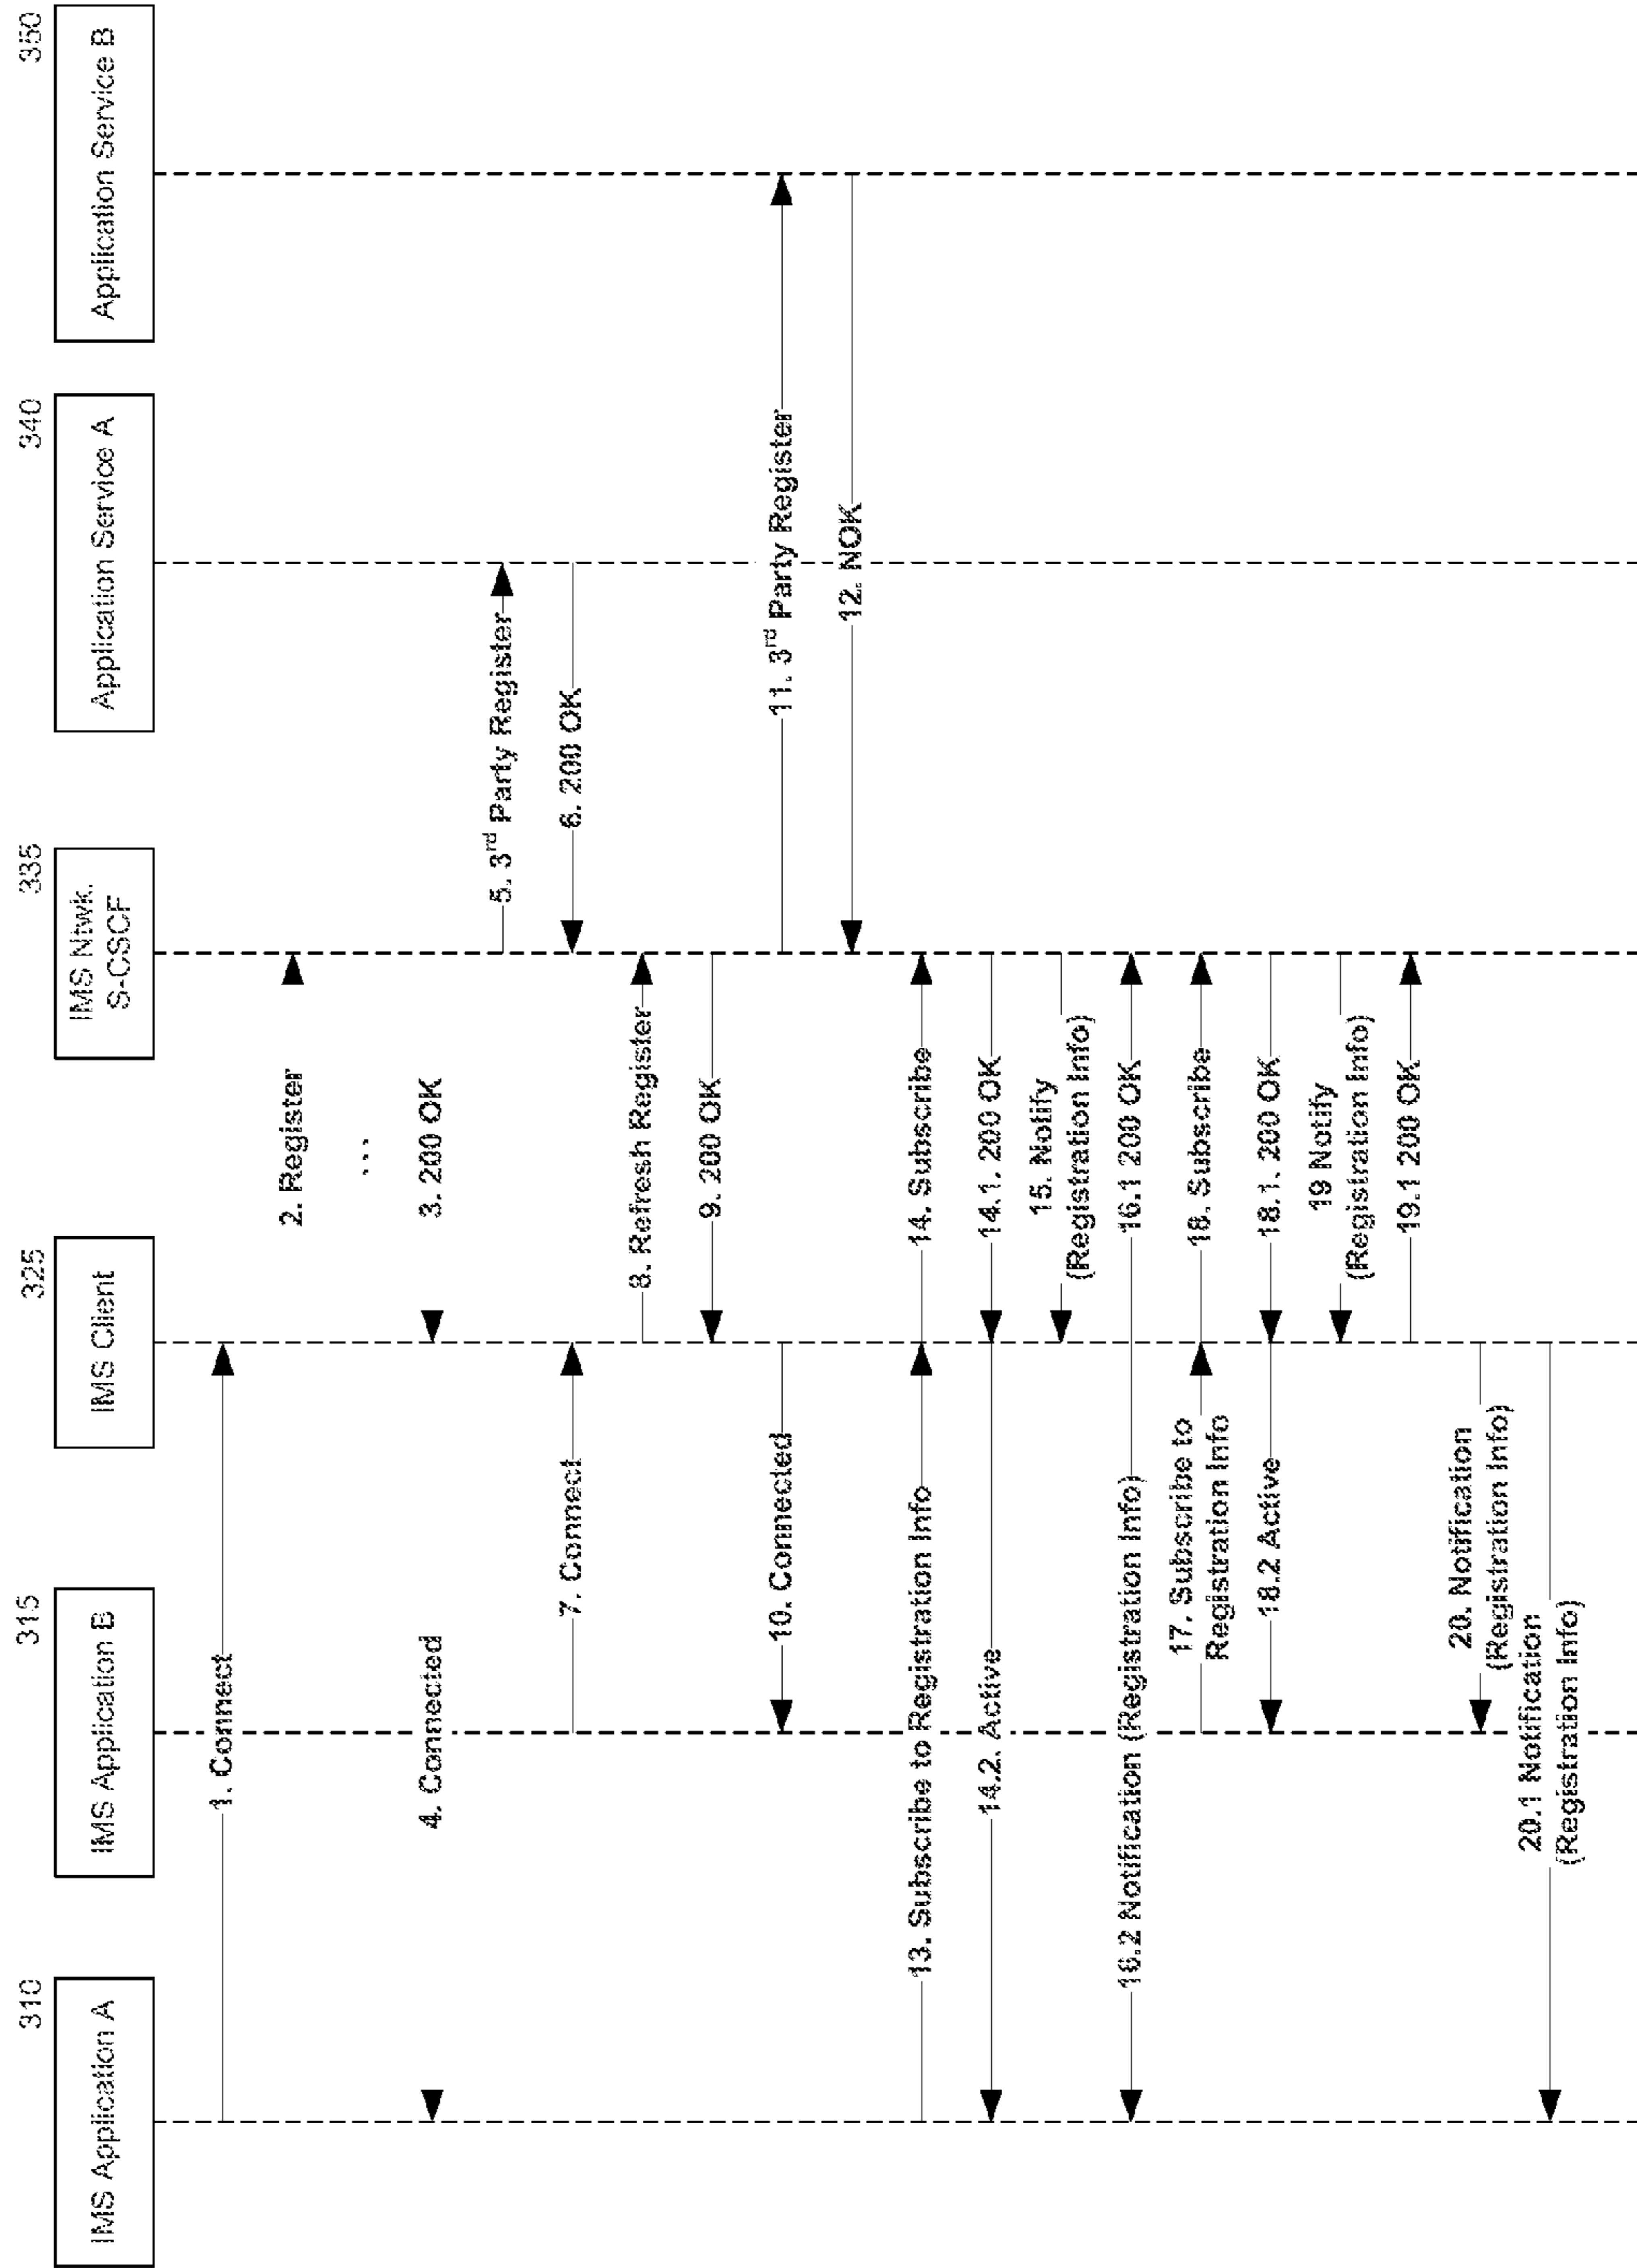 310
315
325
335
340
350
IMS Application A
IMS Application B
IMS Client
IMS Ntwk.
S-CSCF
Application Service A
Application Service B
1. Connect
2. Register
...
3. 200 OK
4. Connected
5. 3rd Party Register
6. 200 OK
7. Connect
8. Refresh Register
9. 200 OK
10. Connected
11. 3rd Party Register
12. NOK
13. Subscribe to Registration Info
14. Subscribe
14.1. 200 OK
14.2. Active
15. Notify
(Registration Info)
16.1 200 OK
16.2 Notification (Registration Info)
17. Subscribe to
Registration Info
18. Subscribe
18.1. 200 OK
18.2 Active
19 Notify
(Registration Info)
19.1 200 OK
20. Notification
(Registration Info)
20.1 Notification
(Registration Info)